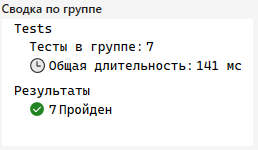 Сводка по группе
Tests
Тесты в группе: 7
Общая длительность: 141 мс
Результаты
7 Пройден